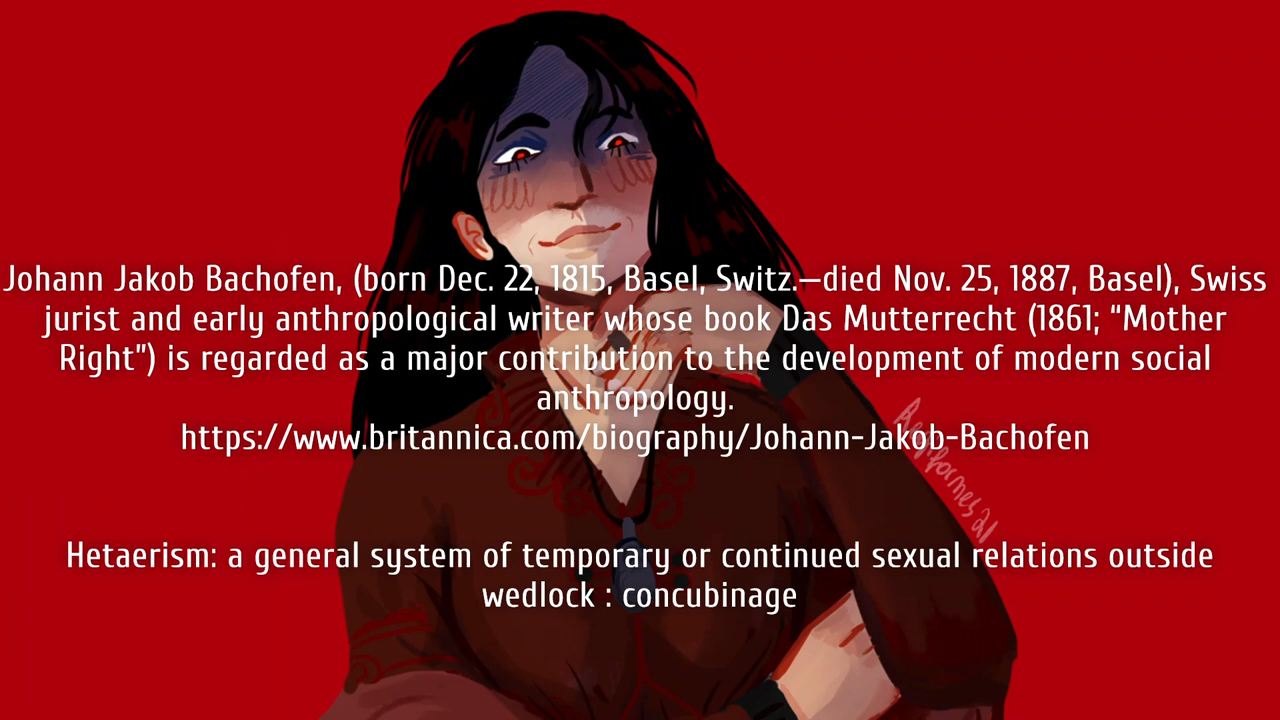 Johann Jakob Bachofen, (born Dec. 22, 1815, Basel, Switz.—died Nov. 25, 1887, Basel), Swiss
jurist and early anthropological writer whose book Das Mutterrecht (1861; “Mother
Right”) is regarded as a major contribution to the development of modern social
anthropology.
https://www.britannica.com/biography/Johann-Jakob-Bachofen
Hetaerism: a general system of temporary or continued sexual relations outside
wedlock : concubinage